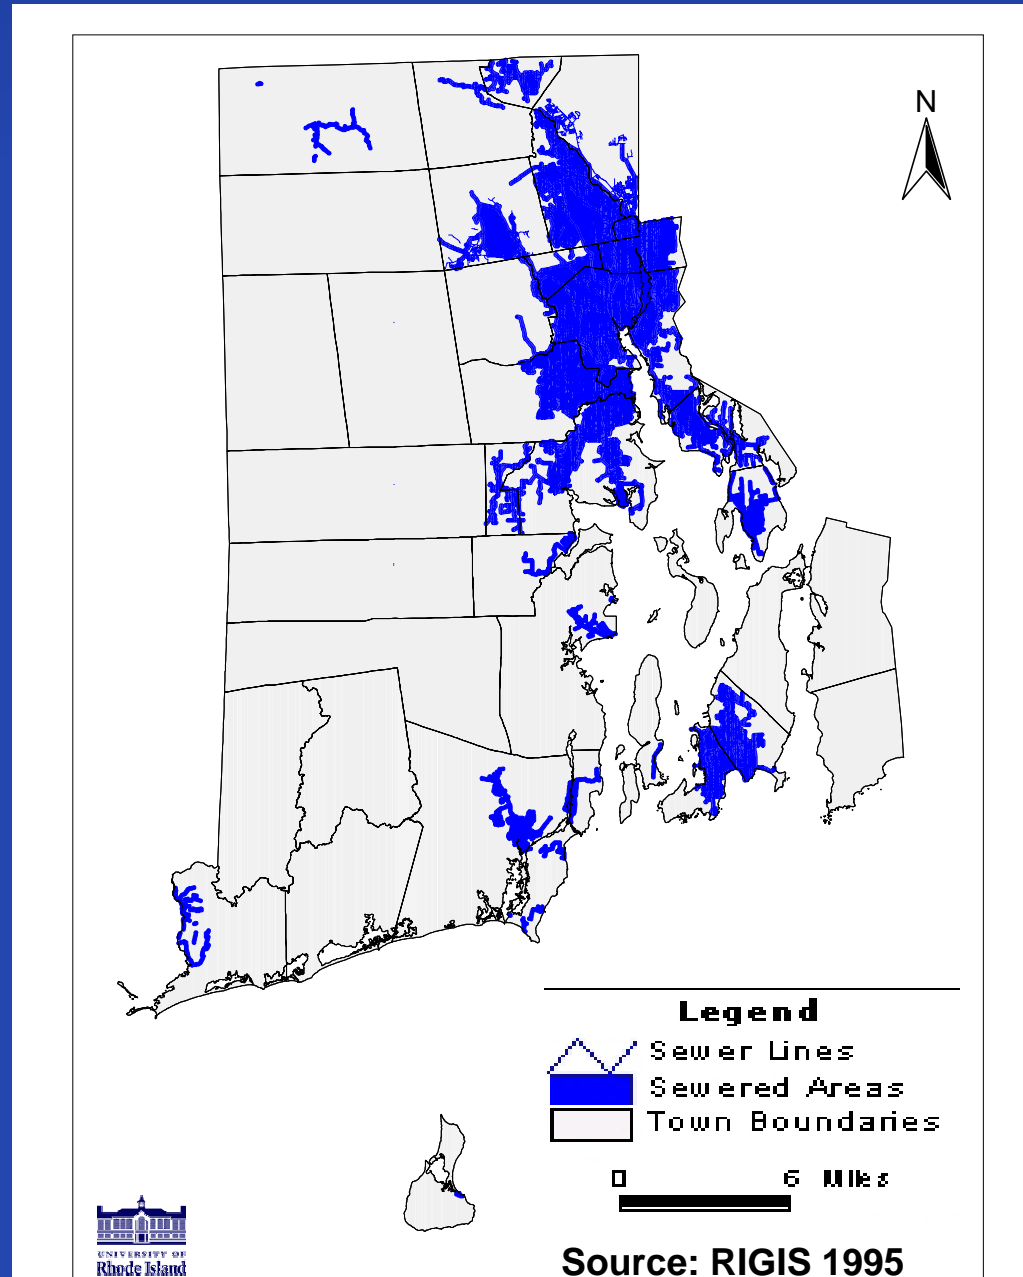 N
Legend
Sewer Lines
Sewered Areas
Town Boundaries
0 6 Miles
UNIVERSITY OF
Rhode Island
Source: RIGIS 1995